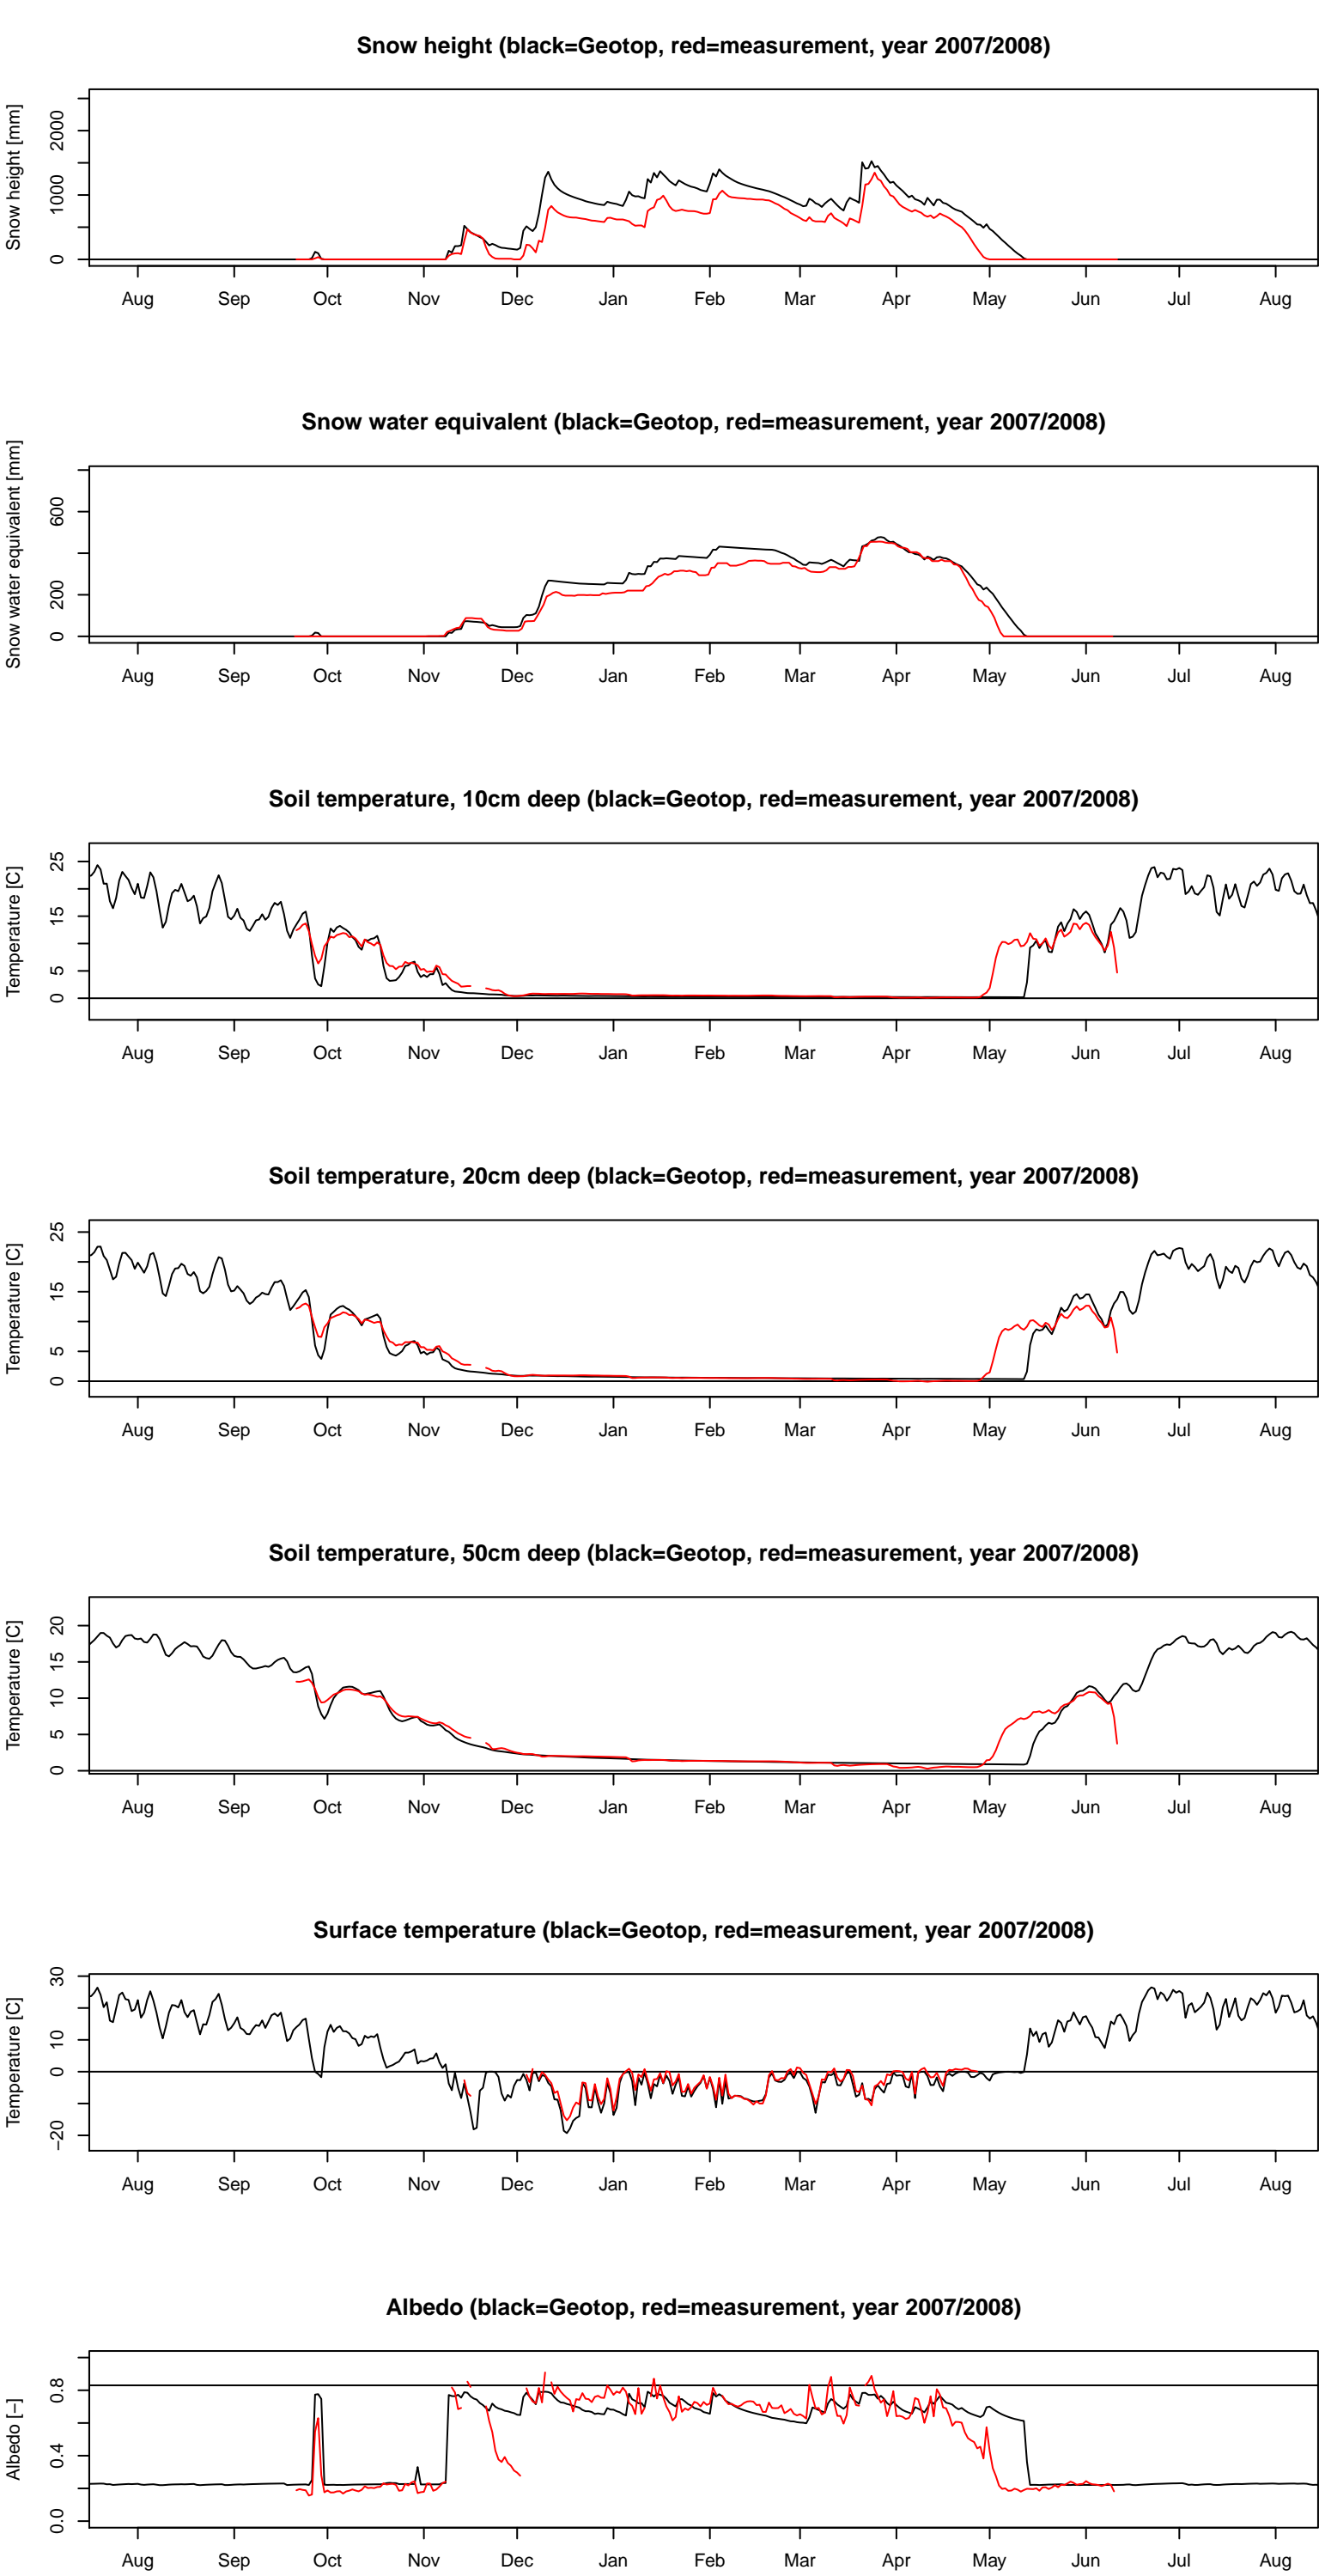 Snow height (black=Geotop, red=measurement, year 2007/2008)
Snow height [mm]
0 1000 2000
Aug Sep Oct Nov Dec Jan Feb Mar Apr May Jun Jul Aug
Snow water equivalent (black=Geotop, red=measurement, year 2007/2008)
Snow water equivalent [mm]
0 200 600
Aug Sep Oct Nov Dec Jan Feb Mar Apr May Jun Jul Aug
Soil temperature, 10cm deep (black=Geotop, red=measurement, year 2007/2008)
Temperature [C]
0 5 15 25
Aug Sep Oct Nov Dec Jan Feb Mar Apr May Jun Jul Aug
Soil temperature, 20cm deep (black=Geotop, red=measurement, year 2007/2008)
Temperature [C]
0 5 15 25
Aug Sep Oct Nov Dec Jan Feb Mar Apr May Jun Jul Aug
Soil temperature, 50cm deep (black=Geotop, red=measurement, year 2007/2008)
Temperature [C]
0 5 10 15 20
Aug Sep Oct Nov Dec Jan Feb Mar Apr May Jun Jul Aug
Surface temperature (black=Geotop, red=measurement, year 2007/2008)
Temperature [C]
−20 0 10 30
Aug Sep Oct Nov Dec Jan Feb Mar Apr May Jun Jul Aug
Albedo (black=Geotop, red=measurement, year 2007/2008)
Albedo [−]
0.0 0.4 0.8
Aug Sep Oct Nov Dec Jan Feb Mar Apr May Jun Jul Aug